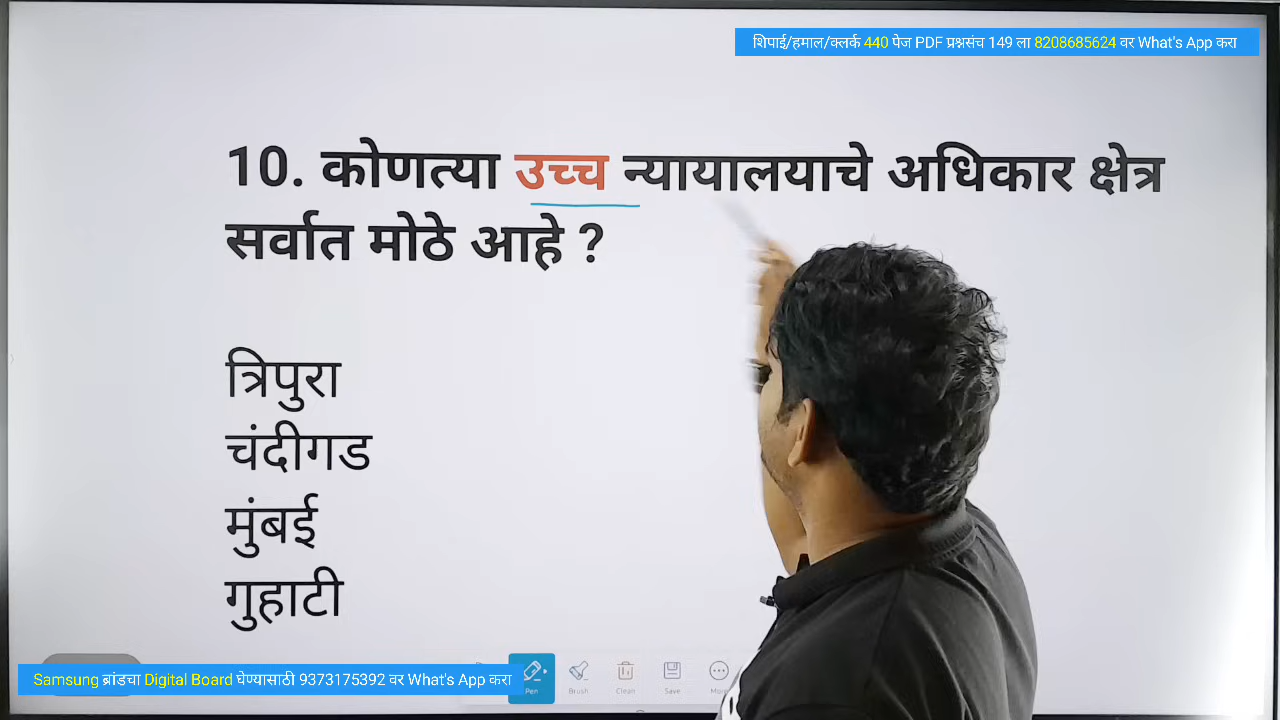 शिपाई/हमाल/क्लर्क 440 पेज PDF प्रश्नसंच 149 ला 8208685624 वर What's App करा
10. कोणत्या उच्च न्यायालयाचे अधिकार क्षेत्र
सर्वात मोठे आहे ?
त्रिपुरा
चंदीगड
मुंबई
गुहाटी
Samsung ब्रांडचा Digital Board घेण्यासाठी 9373175392 वर What's App करा
Pen
Brush
Clean
Save
More